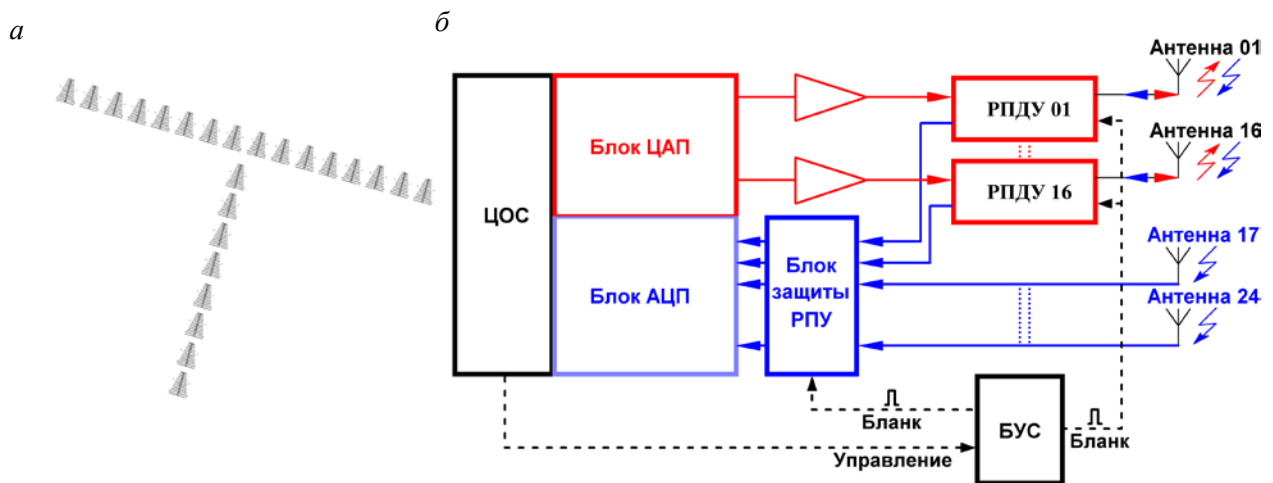 а
б
Антенна 01
Блок ЦАП
РПДУ 01
Антенна 16
РПДУ 16
ЦОС
Блок АЦП
Блок
защиты
РПУ
Антенна 17
Антенна 24
Бланк
БУС
Бланк
Управление